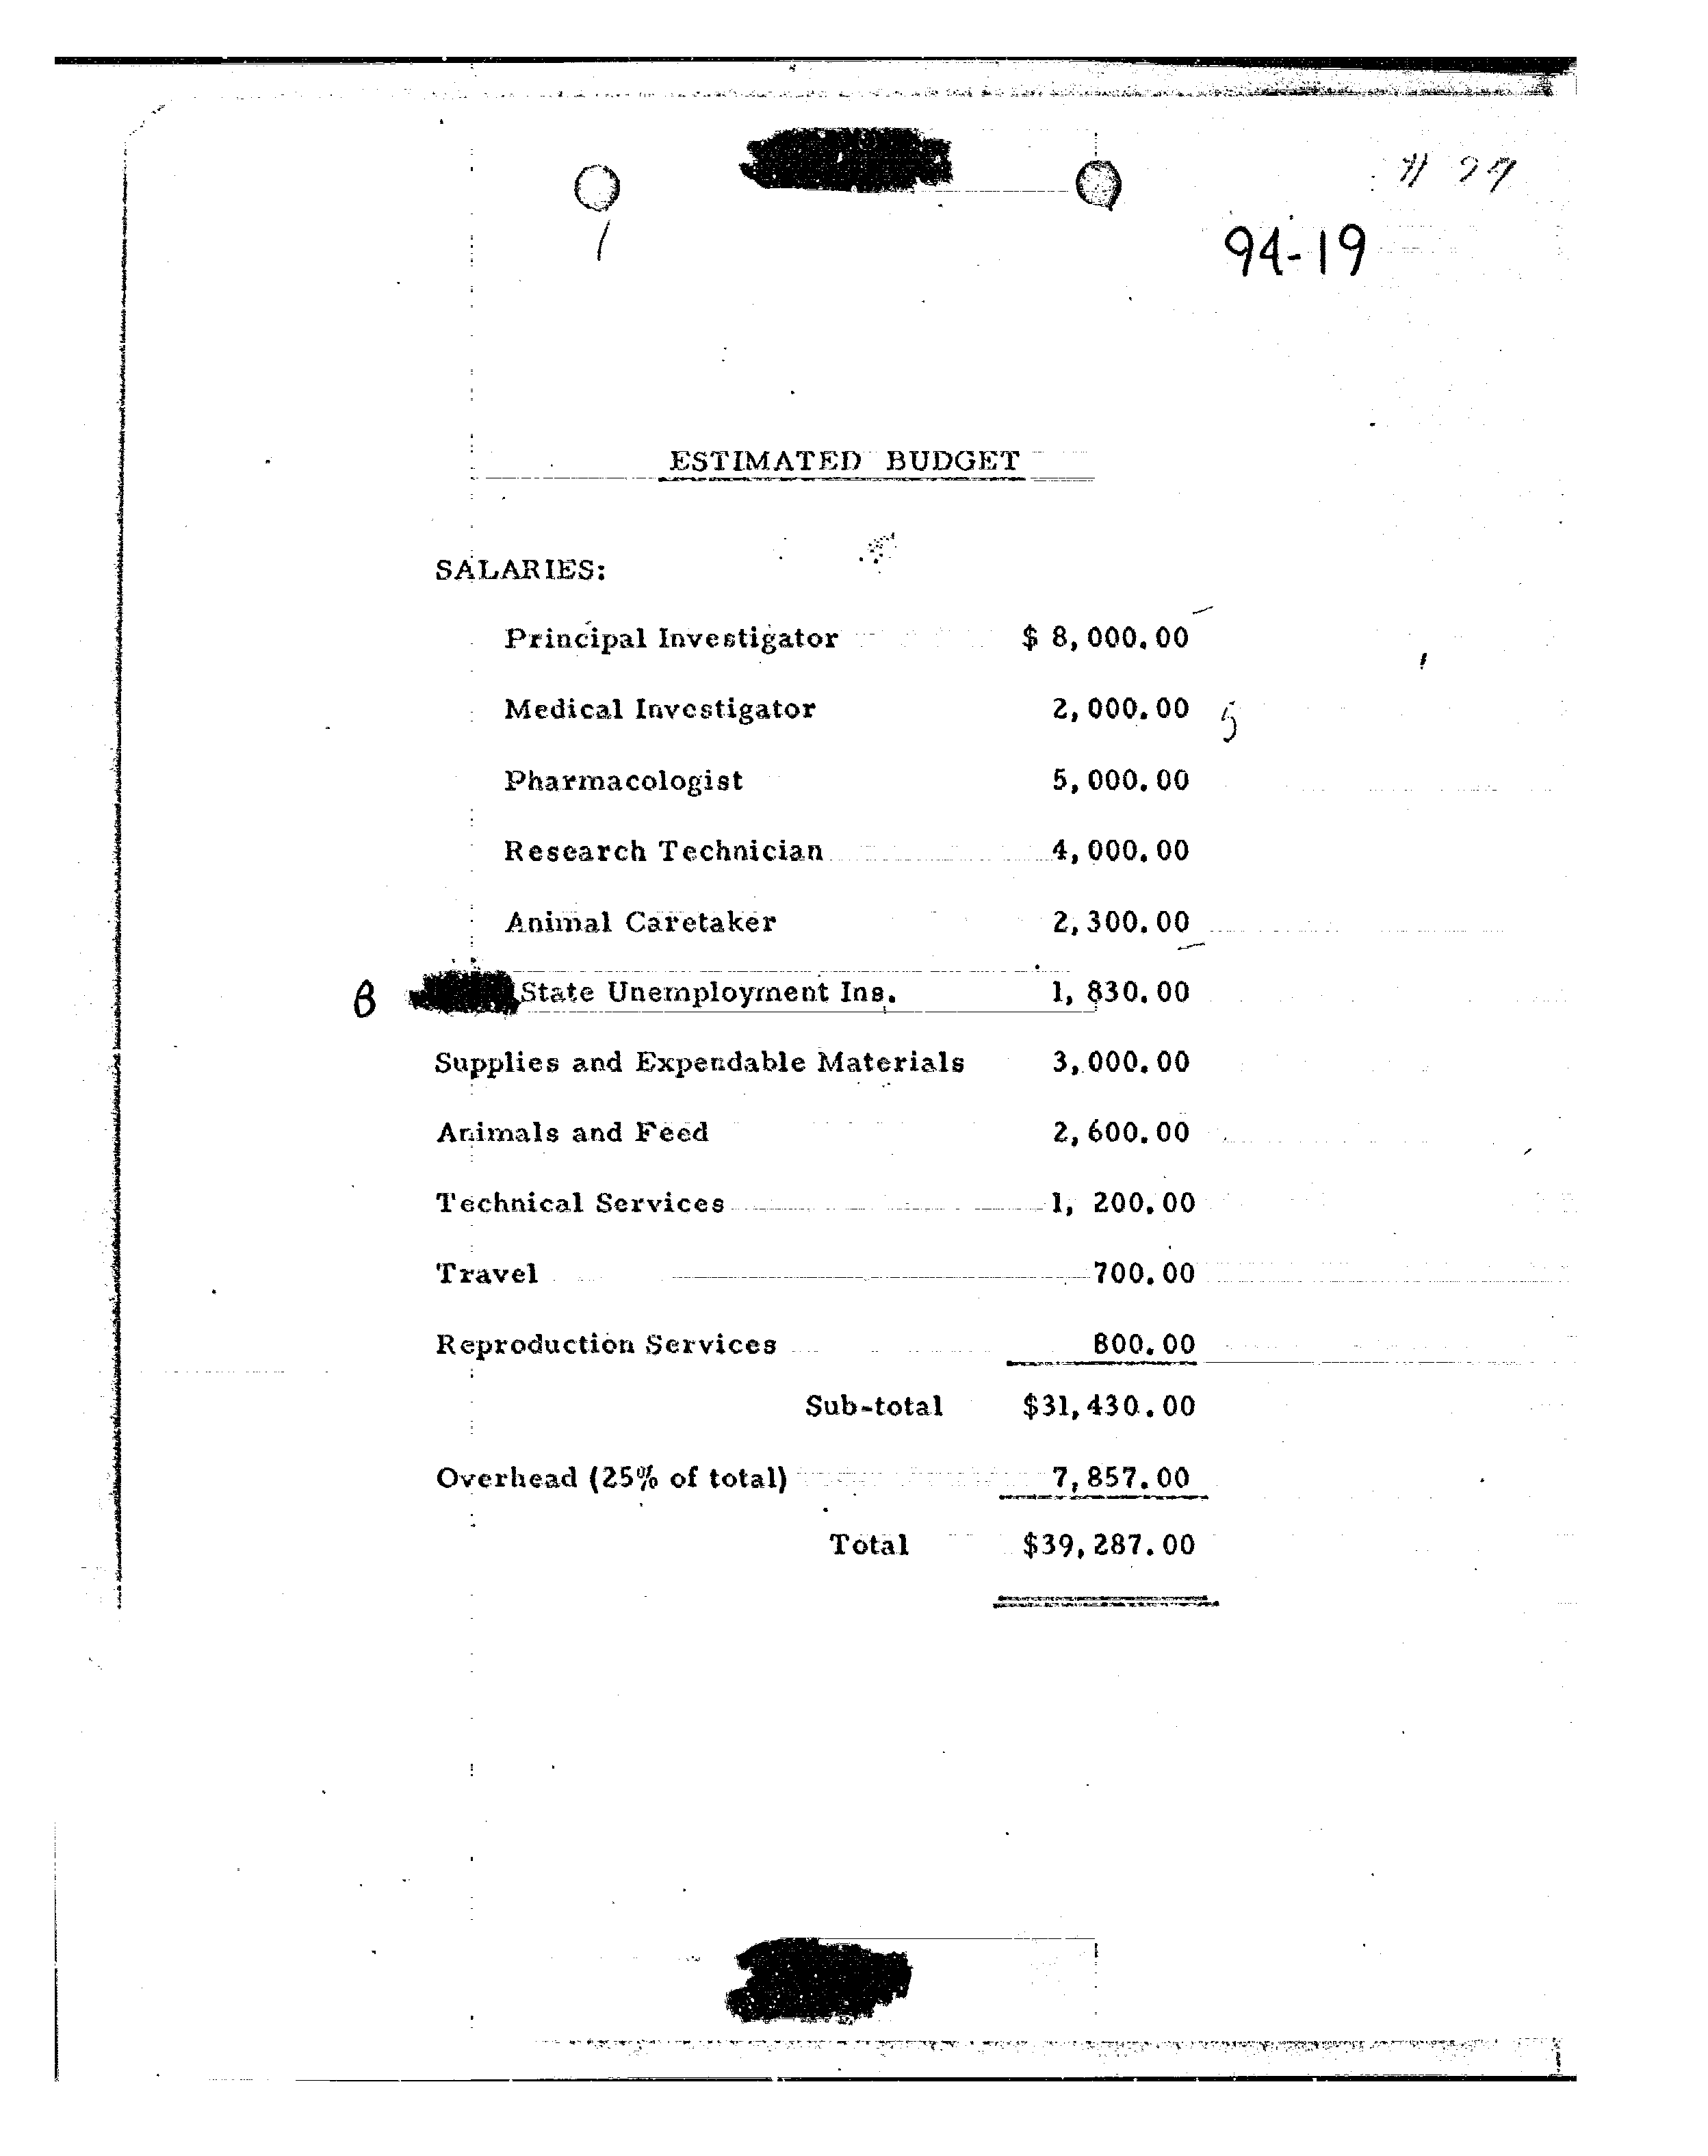 94-19
ESTIMATED BUDGET
SALARIES:
Principal Investigator $ 8,000.00
Medical Investigator 2,000.00
Pharmacologist 5,000.00
Research Technician 4,000.00
Animal Caretaker 2,300.00
B State Unemployment Ins. 1,830.00
Supplies and Expendable Materials 3,000.00
Animals and Feed 2,600.00
Technical Services 1,200.00
Travel 700.00
Reproduction Services 800.00
Sub-total $31,430.00
Overhead (25% of total) 7,857.00
Total $39,287.00